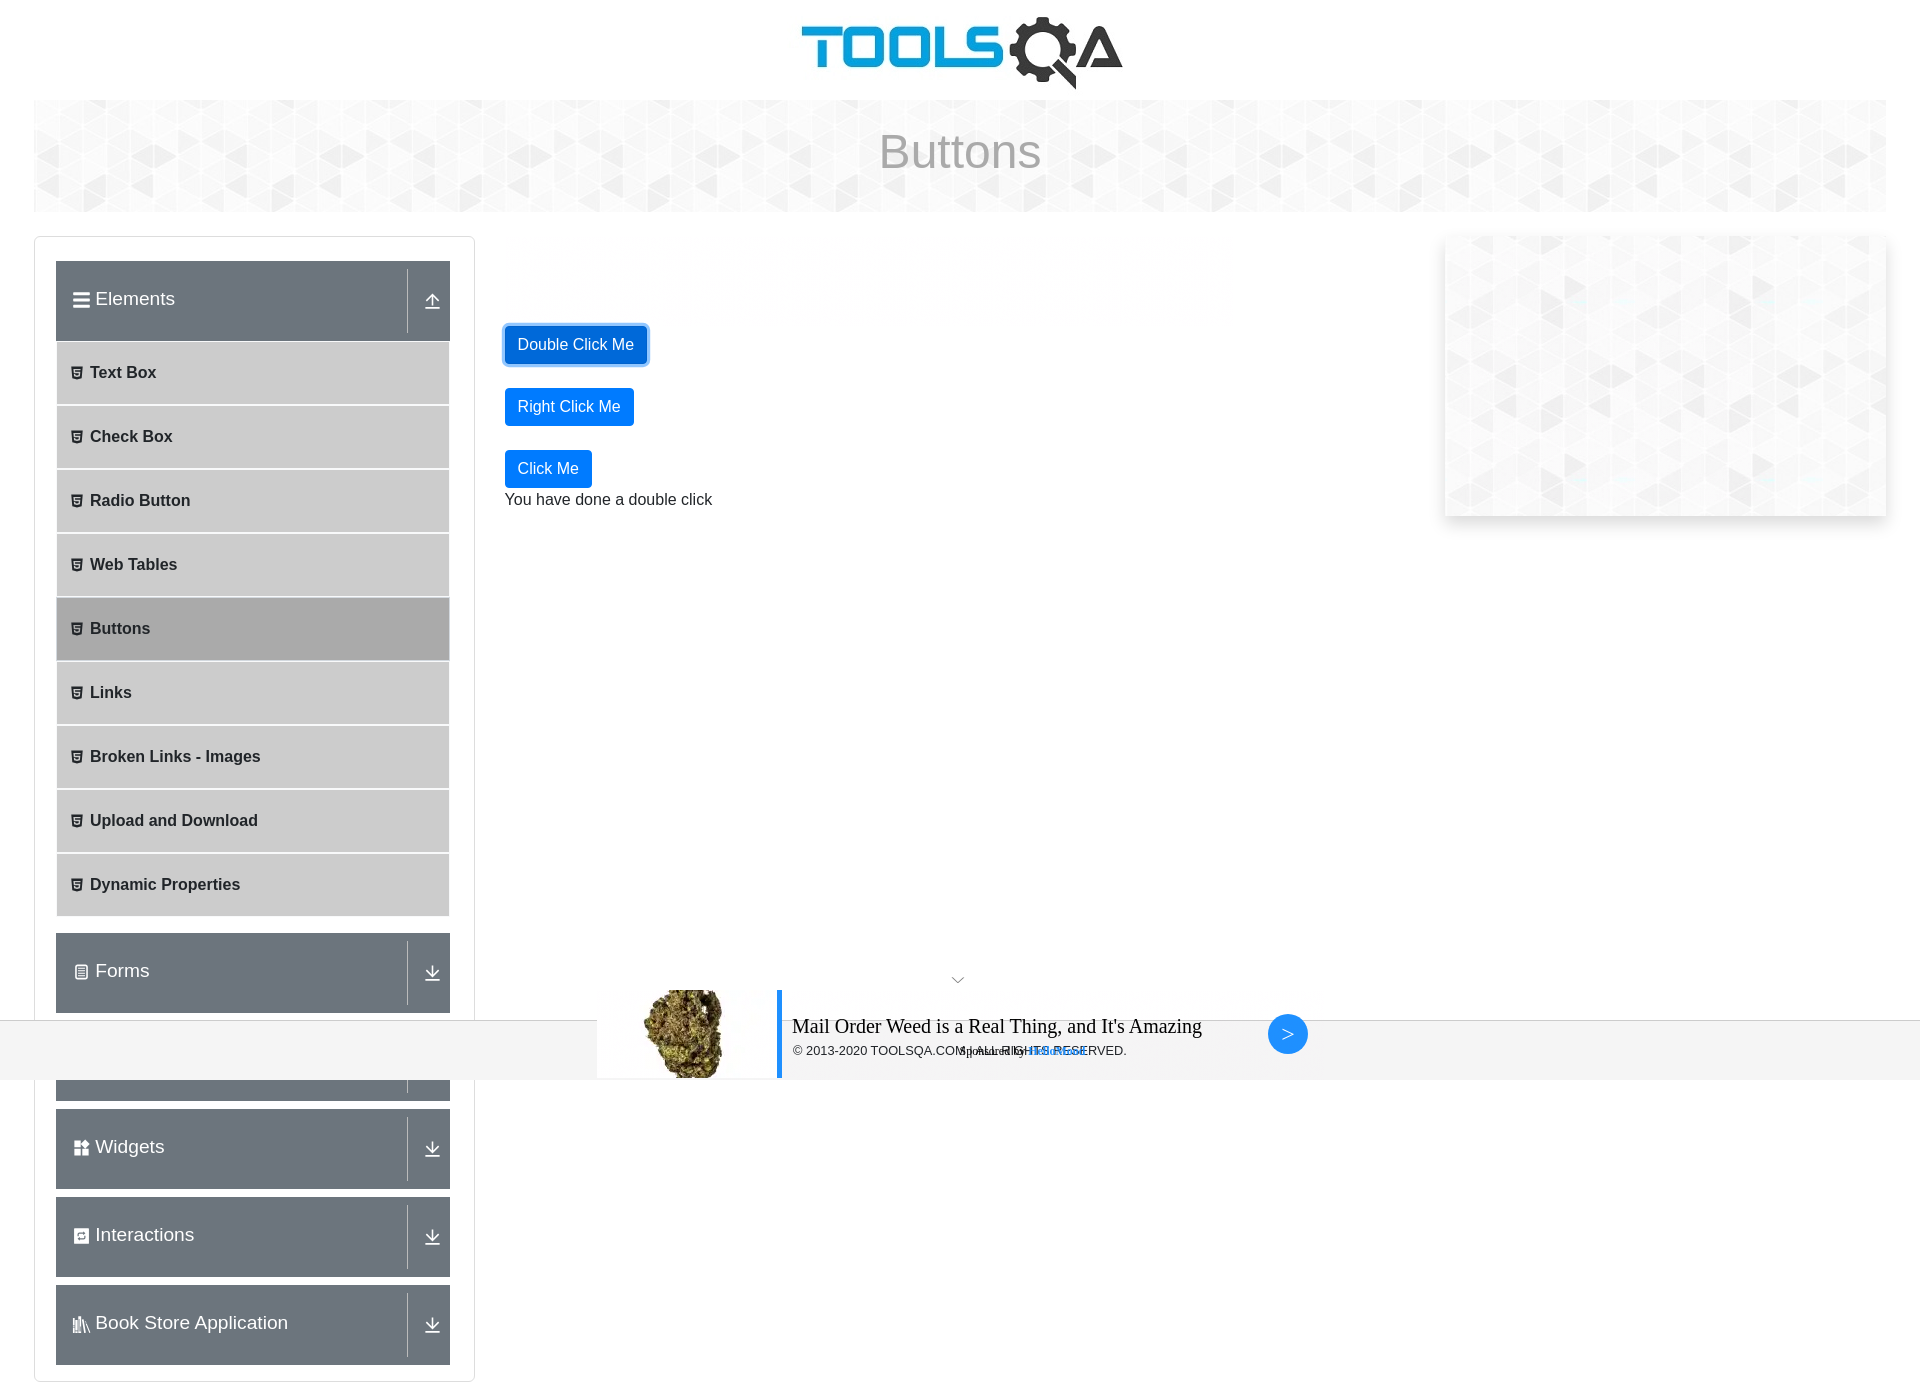 TOOLSQA
Buttons
Elements
Text Box
Check Box
Radio Button
Web Tables
Buttons
Links
Broken Links - Images
Upload and Download
Dynamic Properties
Forms
Widgets
Interactions
Book Store Application
Double Click Me
Right Click Me
Click Me
You have done a double click
Mail Order Weed is a Real Thing, and It's Amazing
© 2013-2020 TOOLSQA.COM | ALL RIGHTS RESERVED.
Sponsored by
>